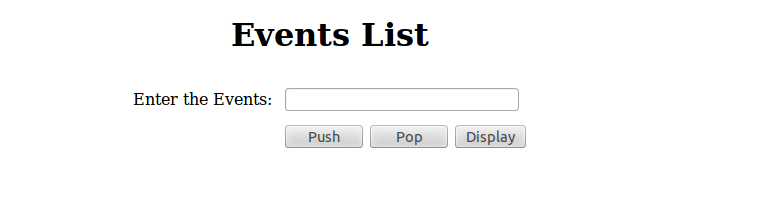 Events List
Enter the Events:
Push Pop Display